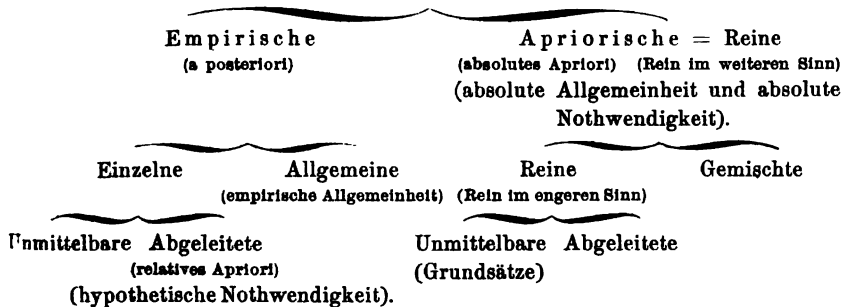 Empirische Apriorische = Reine
(a posteriori) (absolutes Apriori) (Rein im weiteren Sinn)
(absolute Allgemeinheit und absolute
Nothwendigkeit).
Einzelne Allgemeine Reine Gemischte
(empirische Allgemeinheit) (Rein im engeren Sinn)
Unmittelbare Abgeleitete Unmittelbare Abgeleitete
(relatives Apriori) (Grundsätze)
(hypothetische Nothwendigkeit).